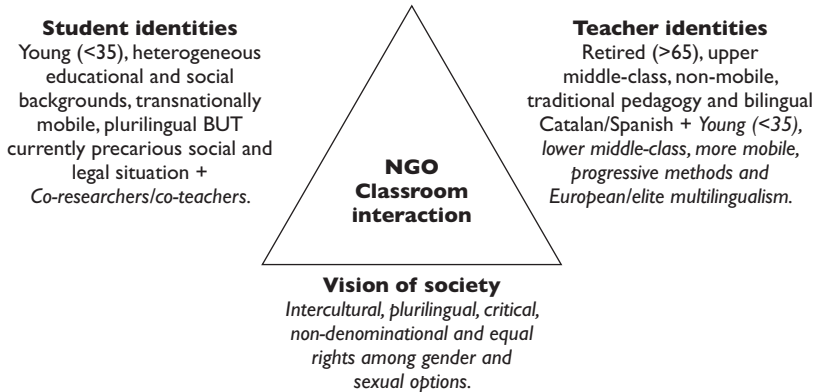 Student identities
Young (<35), heterogeneous
educational and social
backgrounds, transnationally
mobile, plurilingual BUT
currently precarious social and
legal situation +
Co-researchers/co-teachers.
Teacher identities
Retired (>65), upper
middle-class, non-mobile,
traditional pedagogy and bilingual
Catalan/Spanish + Young (<35),
lower middle-class, more mobile,
progressive methods and
European/elite multilingualism.
NGO
Classroom
interaction
Vision of society
Intercultural, plurilingual, critical,
non-denominational and equal
rights among gender and
sexual options.